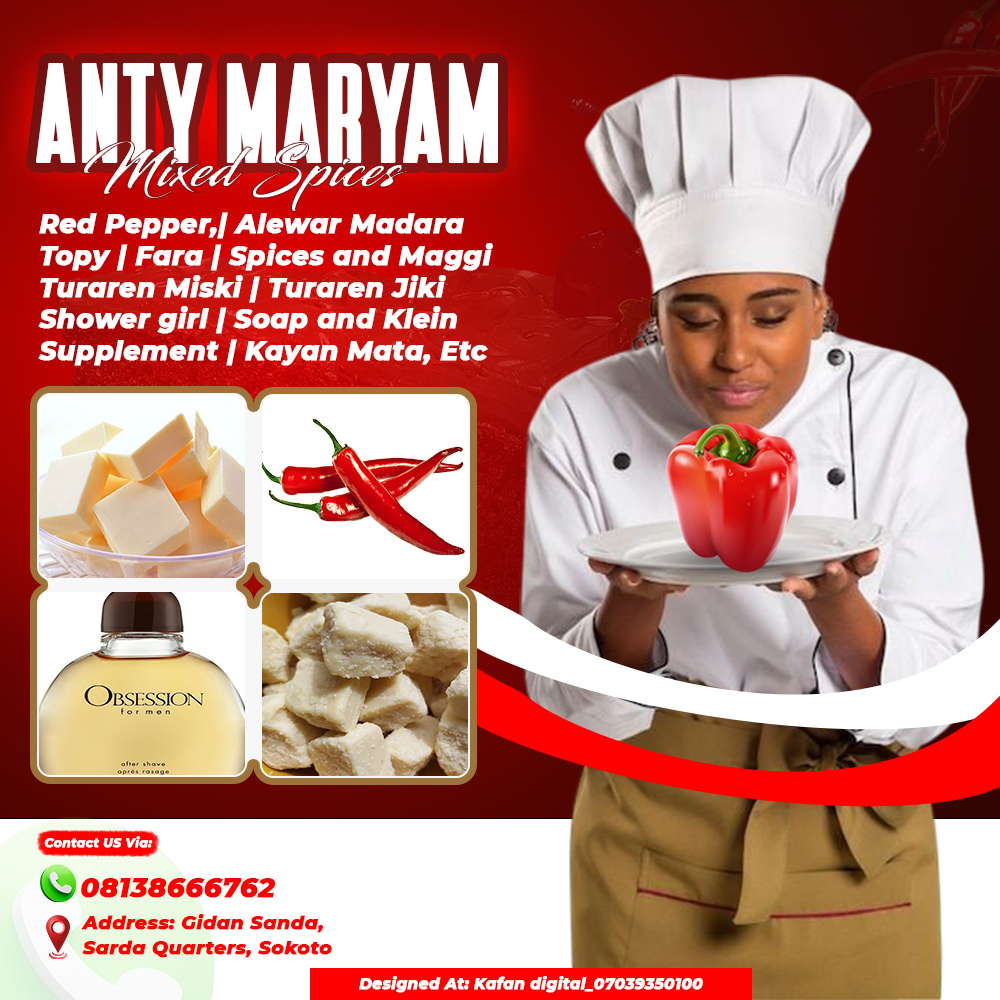 ANTY MARYAM
Mixed Spices
Red Pepper,| Alewar Madara
Topy | Fara | Spices and Maggi
Turaren Miski | Turaren Jiki
Shower girl | Soap and Klein
Supplement | Kayan Mata, Etc
OBSESSION
for men
after shave
après rasage
Contact US Via:
08138666762
Address: Gidan Sanda,
Sarda Quarters, Sokoto
Designed At: Kafan digital_07039350100